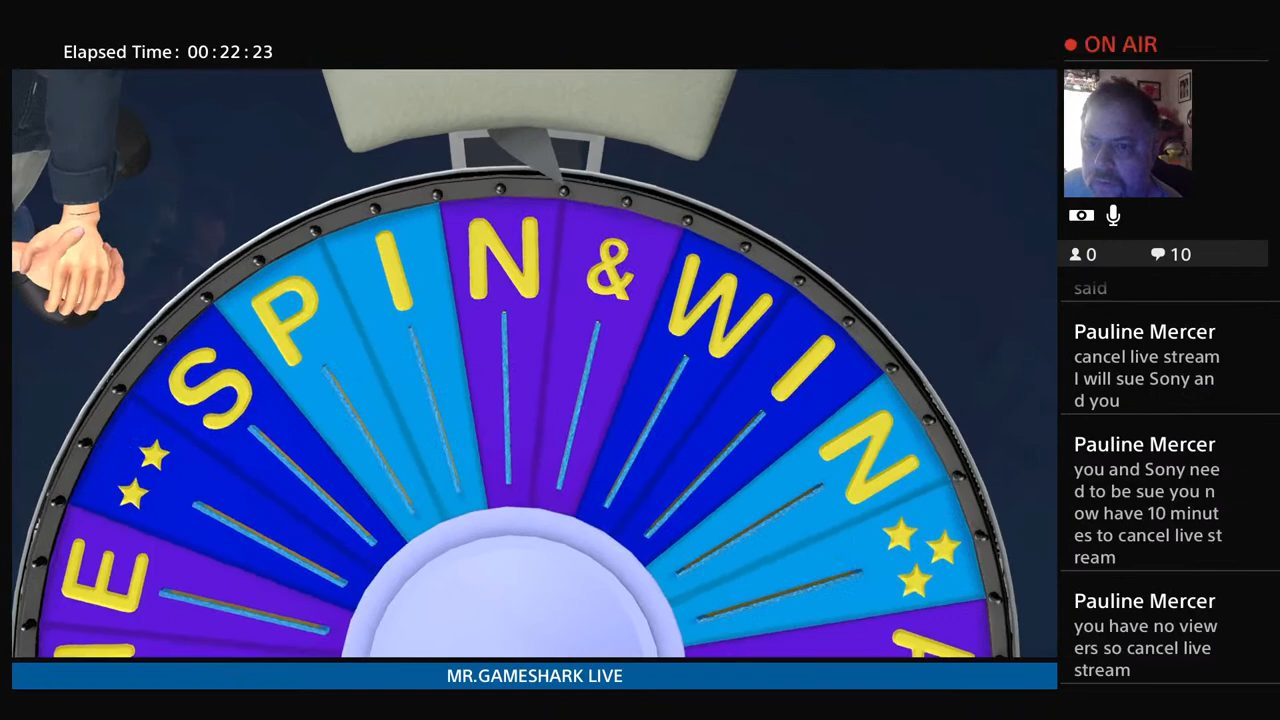 Elapsed Time: 00:22:23
ON AIR
0 10
said
Pauline Mercer
cancel live stream
I will sue Sony an
d you
Pauline Mercer
you and Sony nee
d to be sue you n
ow have 10 minut
es to cancel live st
ream
Pauline Mercer
you have no view
ers so cancel live
stream
SPIN & WIN
E
A
MR.GAMESHARK LIVE